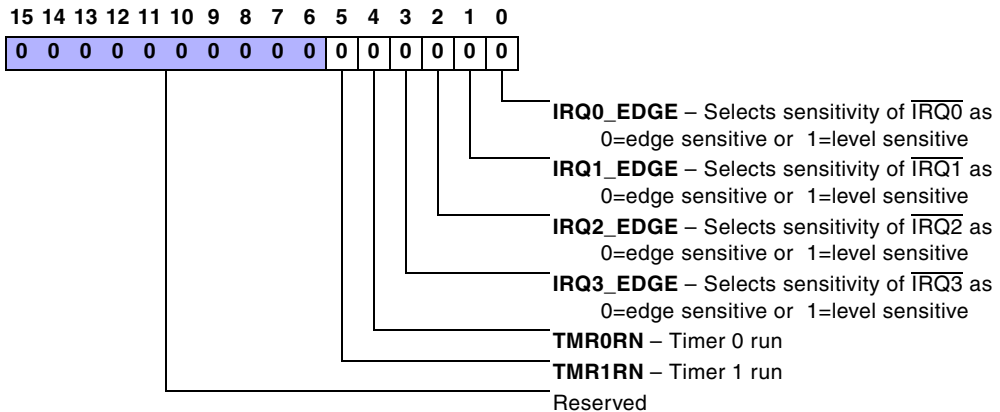 15 14 13 12 11 10 9 8 7 6 5 4 3 2 1 0
0 0 0 0 0 0 0 0 0 0 0 0 0 0 0 0
IRQ0_EDGE – Selects sensitivity of IRQ0 as
0=edge sensitive or 1=level sensitive
IRQ1_EDGE – Selects sensitivity of IRQ1 as
0=edge sensitive or 1=level sensitive
IRQ2_EDGE – Selects sensitivity of IRQ2 as
0=edge sensitive or 1=level sensitive
IRQ3_EDGE – Selects sensitivity of IRQ3 as
0=edge sensitive or 1=level sensitive
TMR0RN – Timer 0 run
TMR1RN – Timer 1 run
Reserved